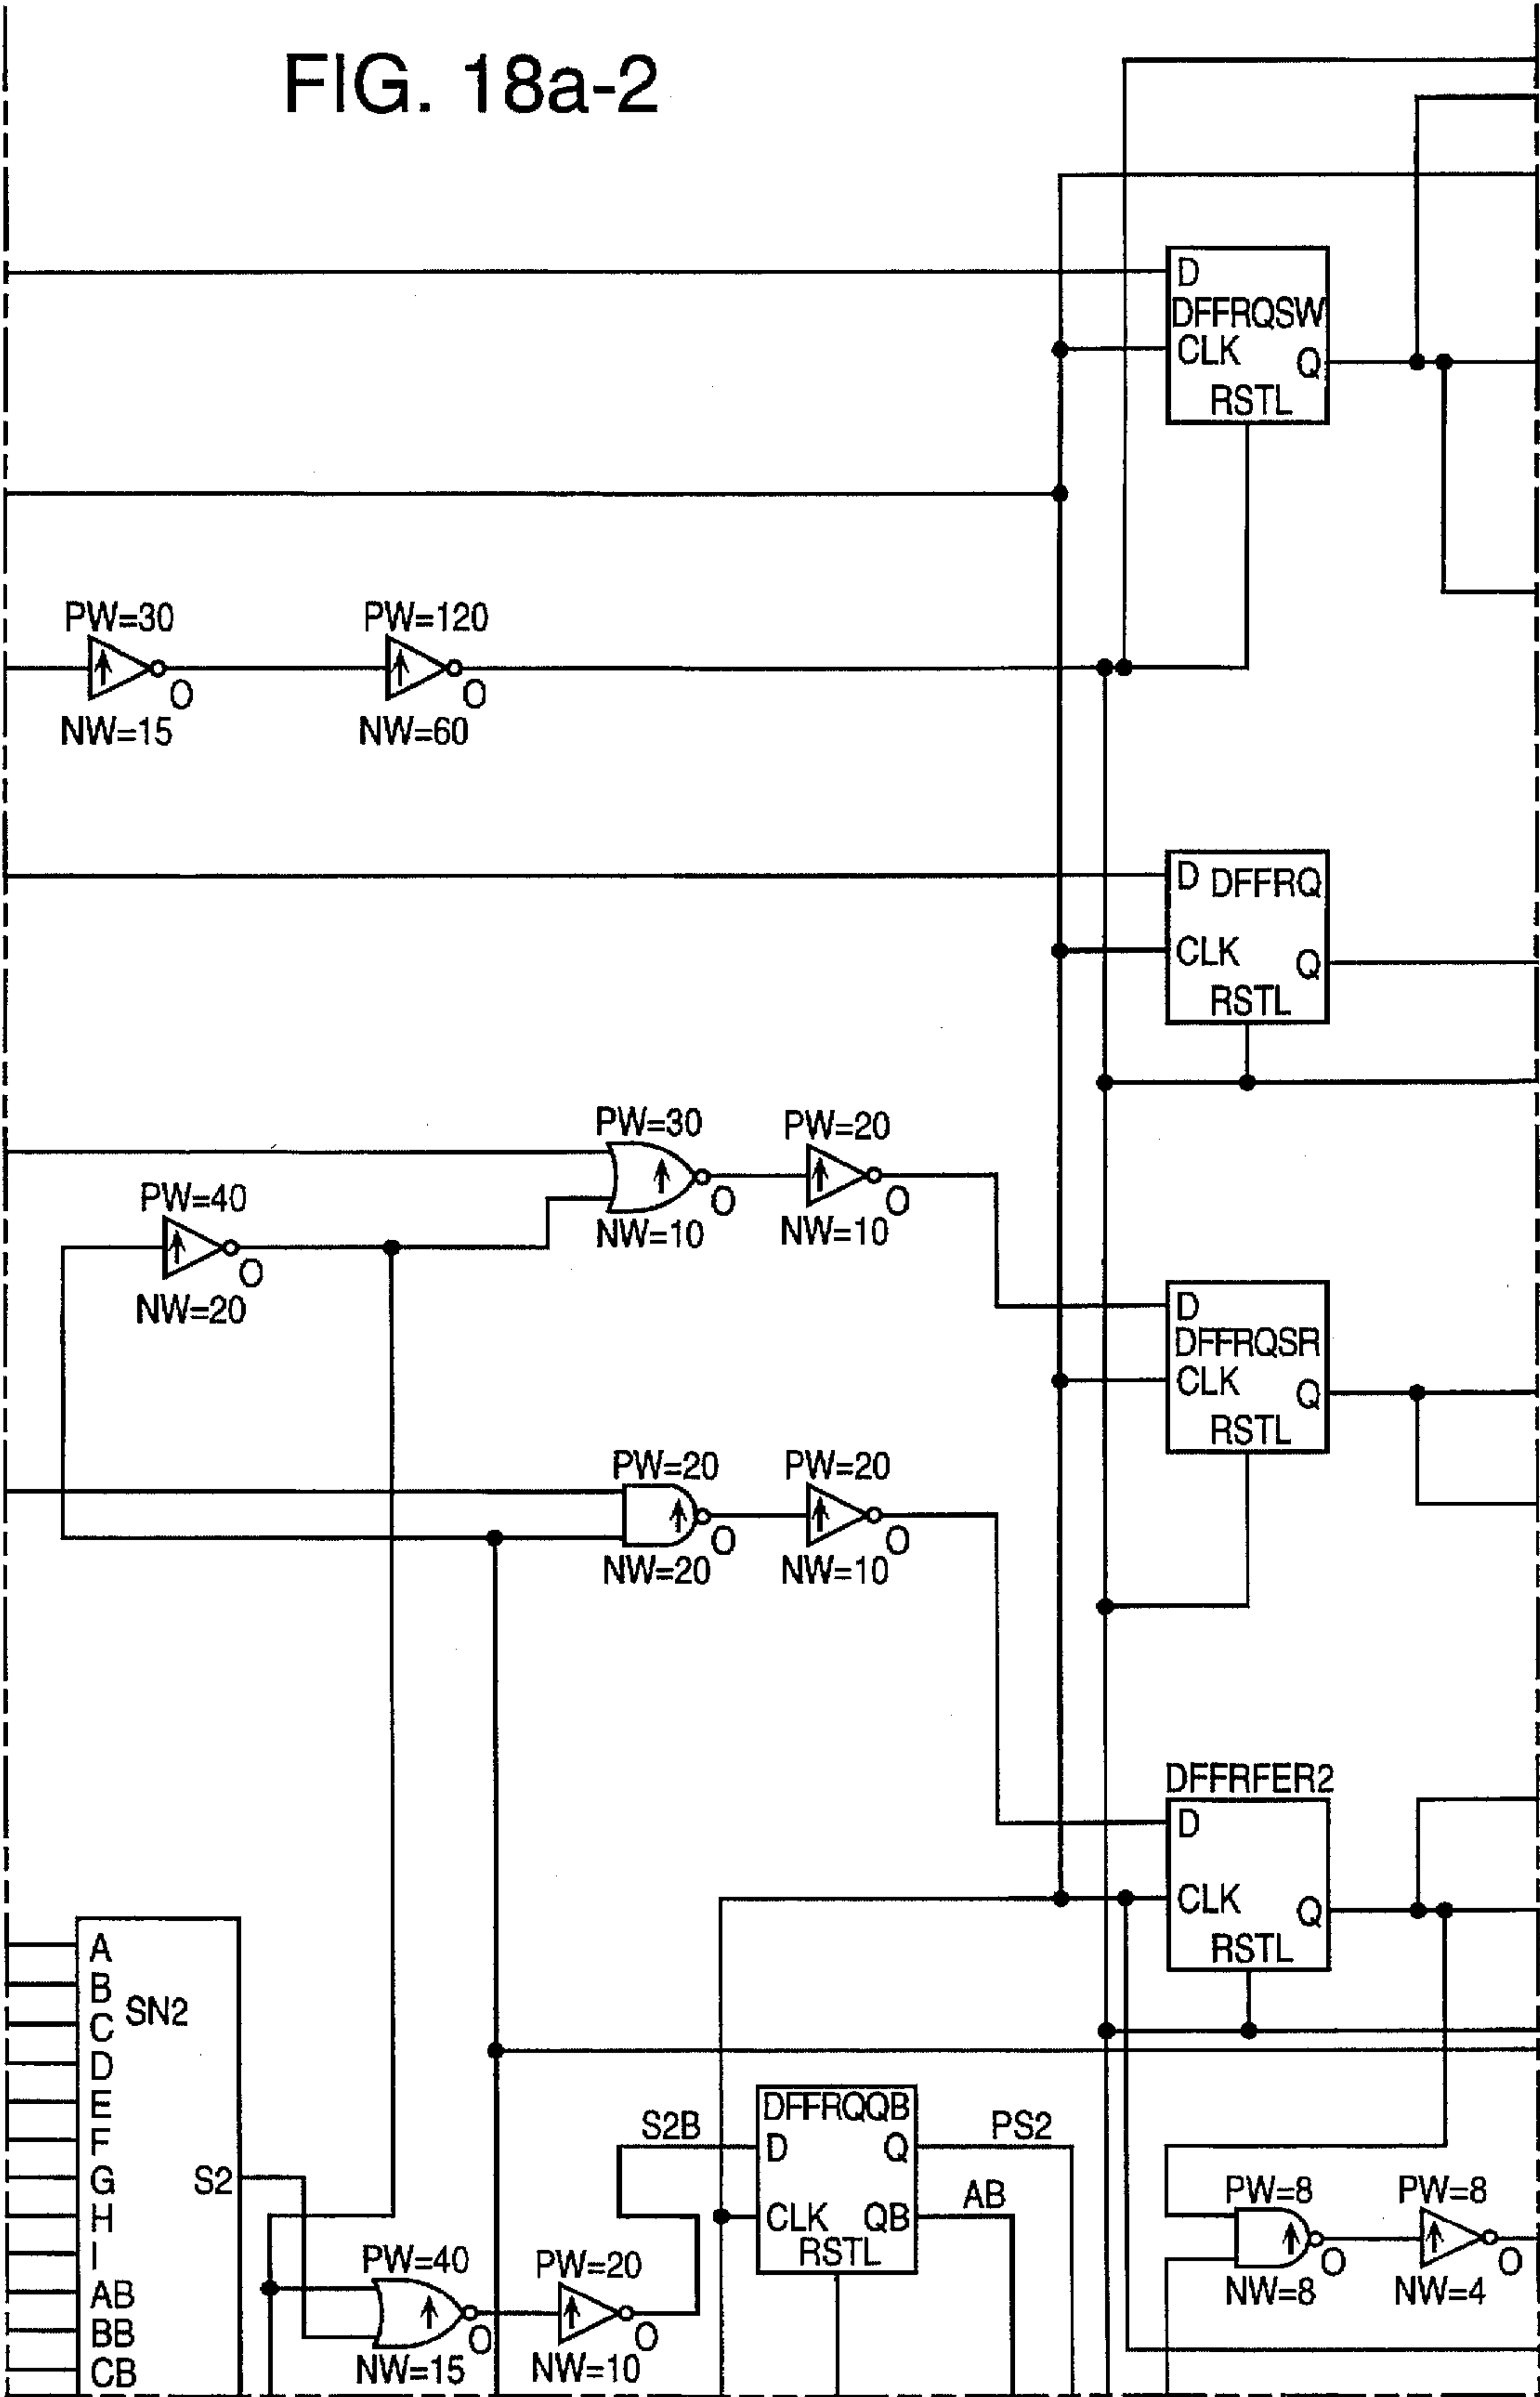 FIG. 18a-2
D
DFFRQSW
CLK
Q
RSTL
PW=30
PW=120
O
O
NW=15
NW=60
D DFFRQ
CLK
Q
RSTL
PW=30
PW=20
O
O
NW=10
NW=10
PW=40
O
NW=20
D
DFFRQSR
CLK
Q
RSTL
PW=20
PW=20
O
O
NW=20
NW=10
DFFRFER2
D
CLK
Q
RSTL
A
B
SN2
C
D
E
F
G
S2
H
I
AB
BB
CB
S2B
DFFRQQB
D
Q
PS2
CLK
QB
AB
RSTL
PW=40
PW=20
O
O
NW=15
NW=10
PW=8
PW=8
O
O
NW=8
NW=4